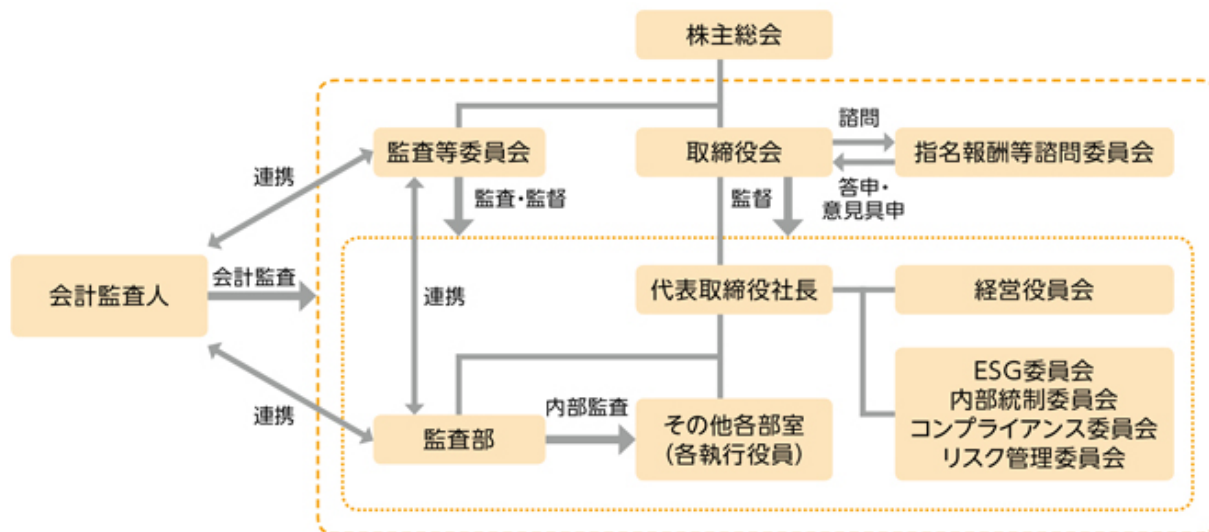 株主総会
監査等委員会
取締役会
諮問
指名報酬等諮問委員会
連携
監査・監督
監督
答申・
意見具申
会計監査人
会計監査
連携
代表取締役社長
経営役員会
ESG委員会
内部統制委員会
コンプライアンス委員会
リスク管理委員会
連携
監査部
内部監査
その他各部室
（各執行役員）